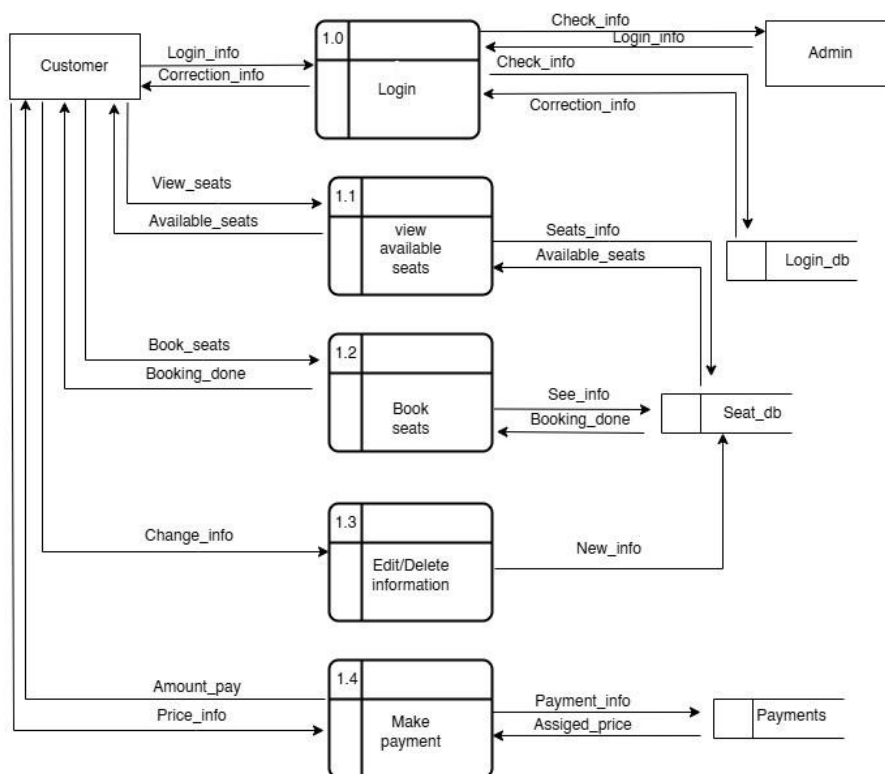 1.0
Login
Customer
Login_info
Correction_info
Check_info
Login_info
Admin
Check_info
Correction_info
View_seats
Available_seats
1.1
view
available
seats
Seats_info
Available_seats
Login_db
Book_seats
Booking_done
1.2
Book
seats
See_info
Booking_done
Seat_db
Change_info
1.3
Edit/Delete
information
New_info
Amount_pay
Price_info
1.4
Make
payment
Payment_info
Assiged_price
Payments